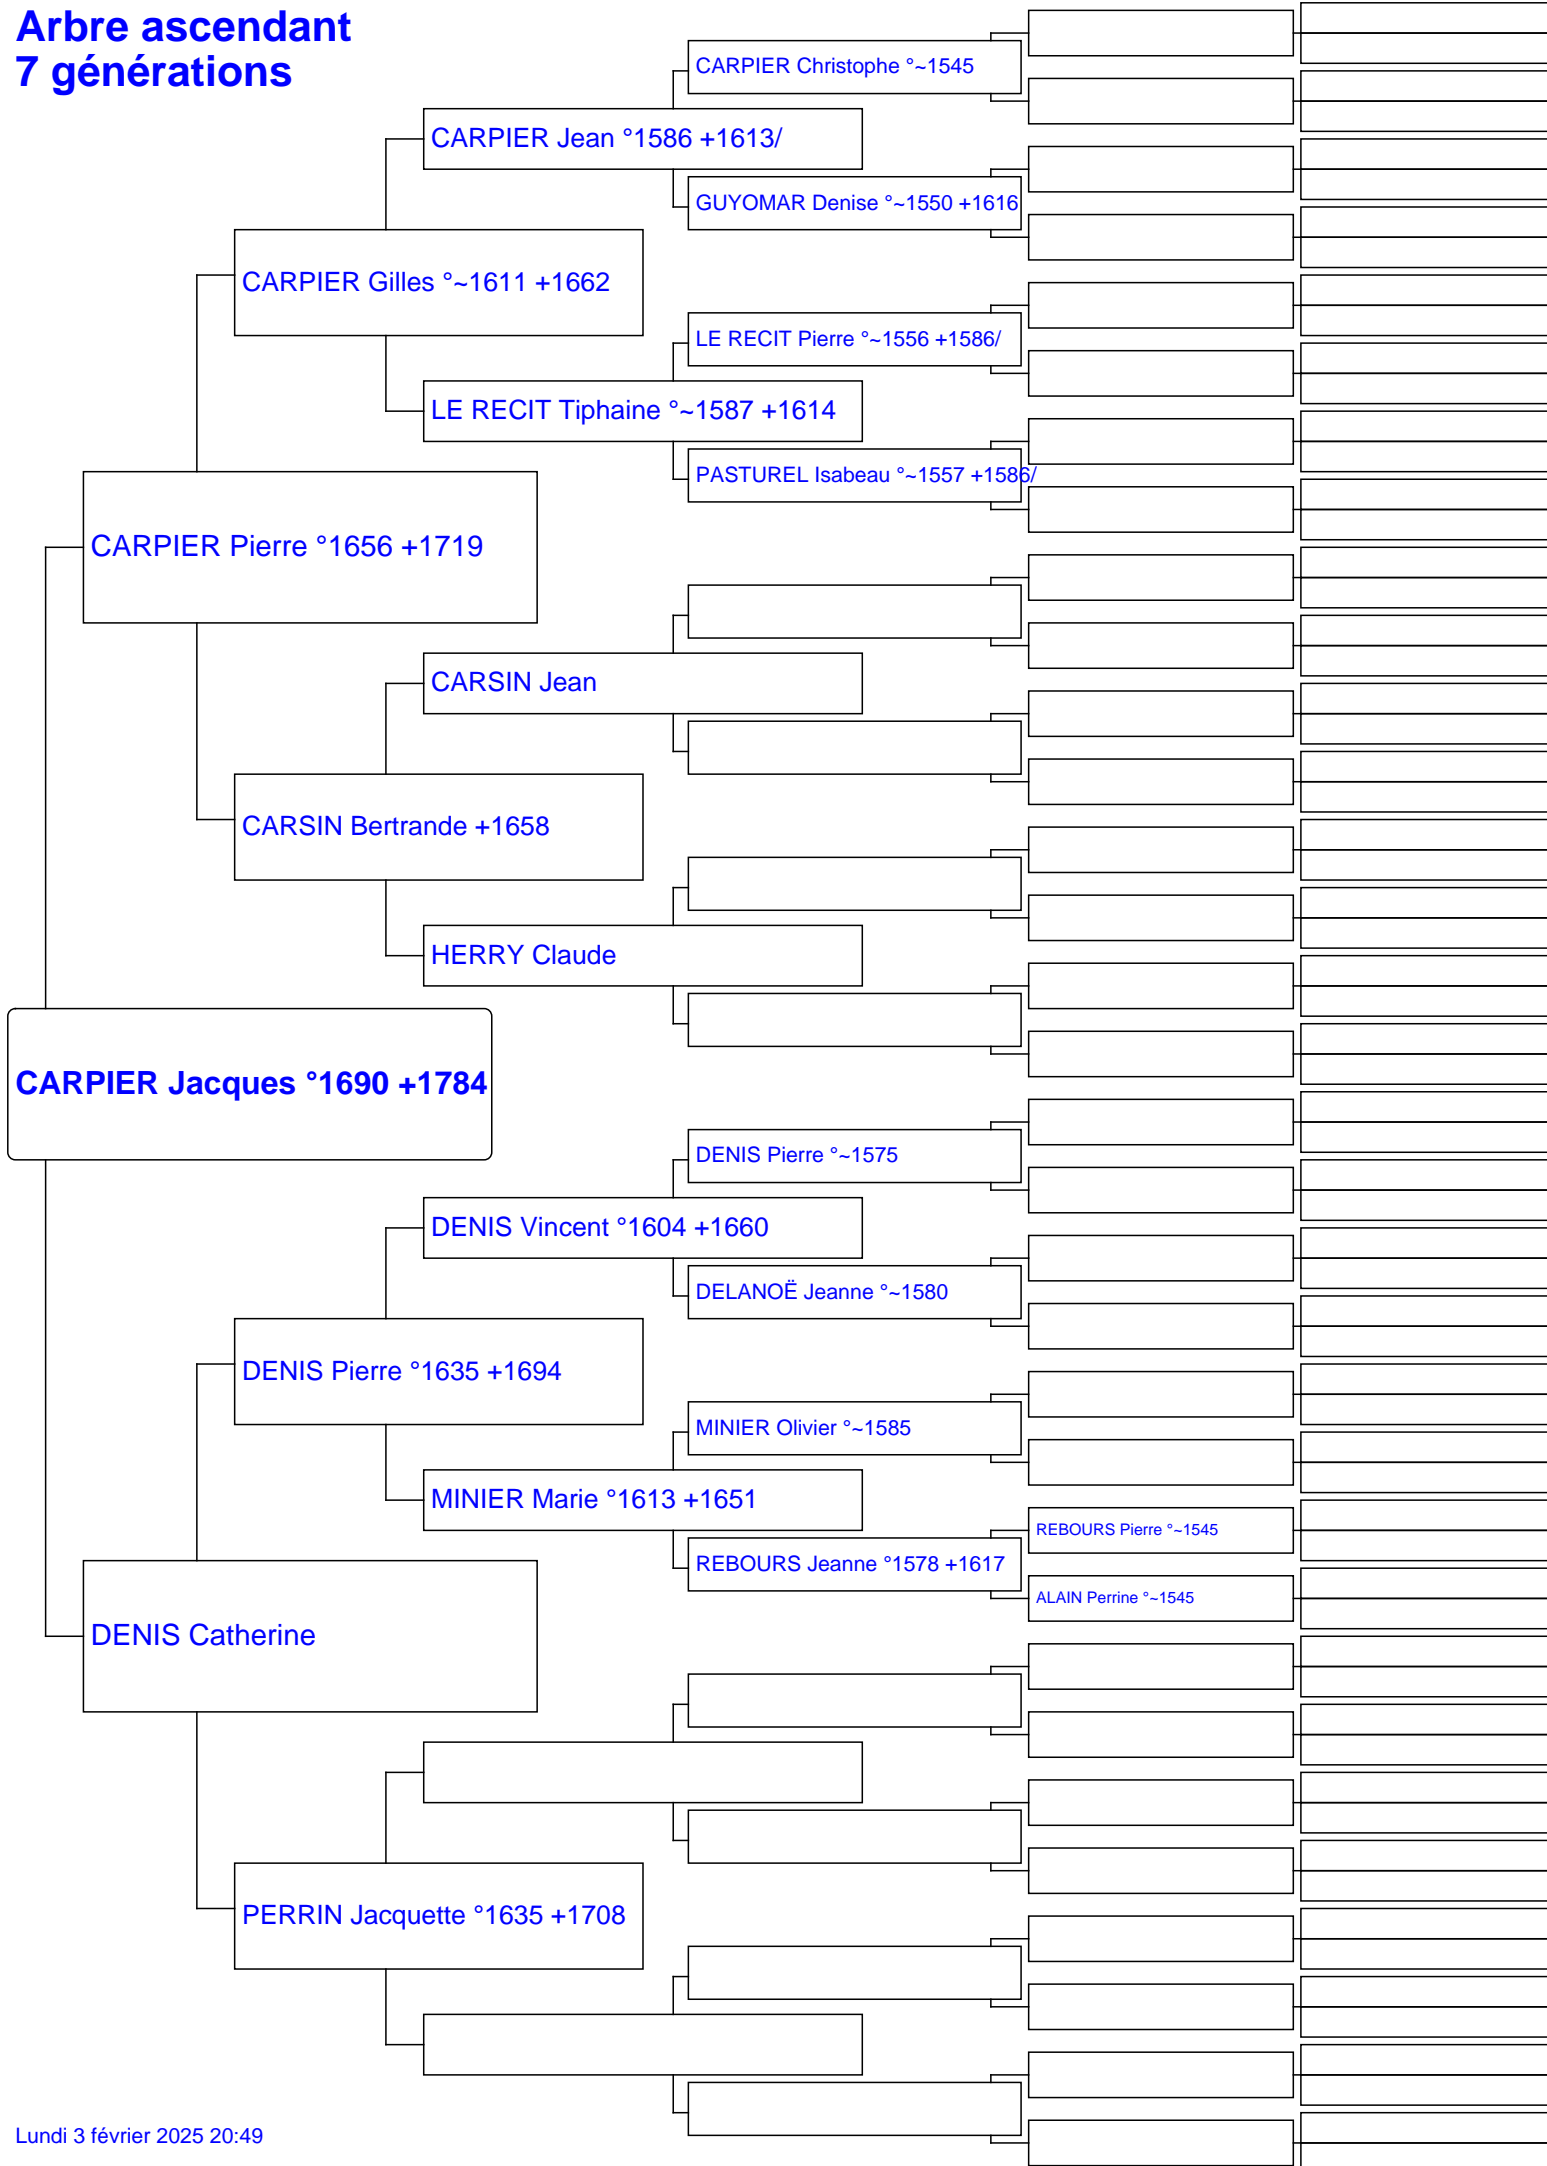 Arbre ascendant
7 générations
CARPIER Christophe °~1545
CARPIER Jean °1586 +1613/
GUYOMAR Denise °~1550 +1616
CARPIER Gilles °~1611 +1662
LE RECIT Pierre °~1556 +1586/
LE RECIT Tiphaine °~1587 +1614
PASTUREL Isabeau °~1557 +1586/
CARPIER Pierre °1656 +1719
CARSIN Jean
CARSIN Bertrande +1658
HERRY Claude
CARPIER Jacques °1690 +1784
DENIS Pierre °~1575
DENIS Vincent °1604 +1660
DELANOË Jeanne °~1580
DENIS Pierre °1635 +1694
MINIER Olivier °~1585
MINIER Marie °1613 +1651
REBOURS Pierre °~1545
REBOURS Jeanne °1578 +1617
ALAIN Perrine °~1545
DENIS Catherine
PERRIN Jacquette °1635 +1708
Lundi 3 février 2025 20:49